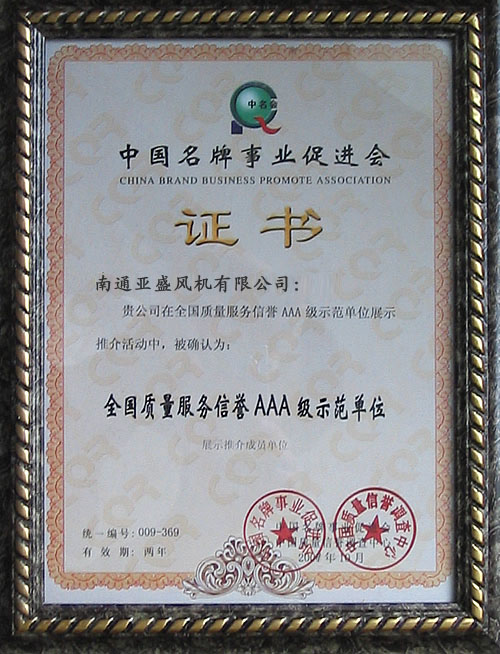 中名会
中国名牌事业促进会
CHINA BRAND BUSINESS PROMOTE ASSOCIATION
证书
南通亚盛风机有限公司:
贵公司在全国质量服务信誉AAA级示范单位展示
推介活动中,被确认为:
全国质量服务信誉AAA级示范单位
展示推介成员单位
统一编号: 009-369
有效期: 两年